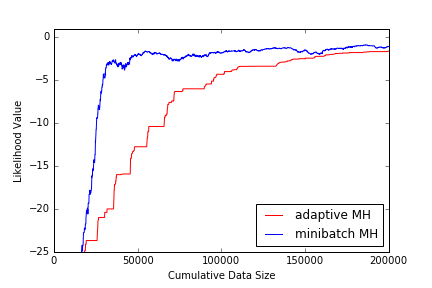 0
−5
−10
−15
−20
−25
Likelihood Value
adaptive MH
minibatch MH
0
50000
100000
150000
200000
Cumulative Data Size